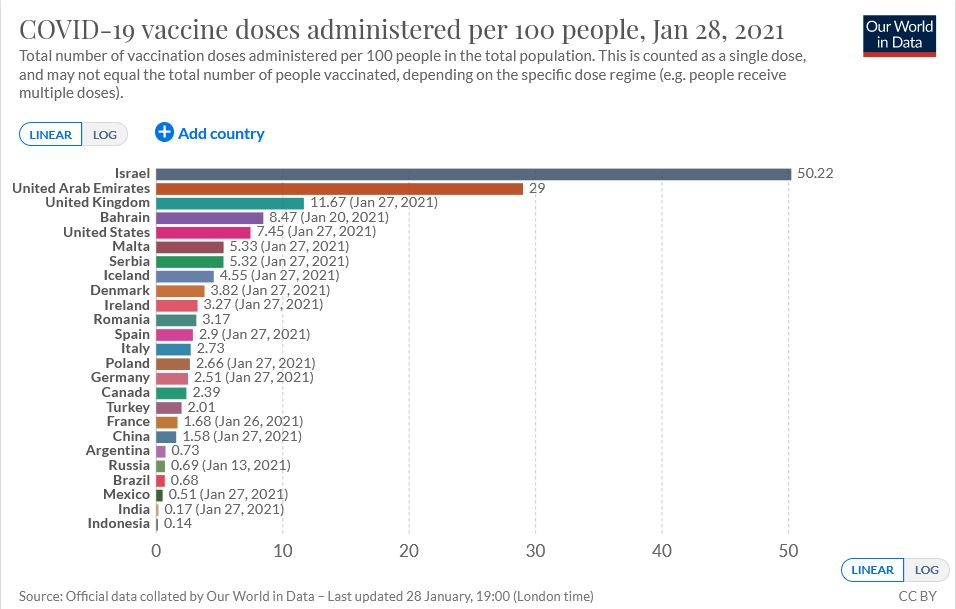 COVID-19 vaccine doses administered per 100 people, Jan 28, 2021
Our World
in Data
Total number of vaccination doses administered per 100 people in the total population. This is counted as a single dose,
and may not equal the total number of people vaccinated, depending on the specific dose regime (e.g. people receive
multiple doses).
LINEAR LOG Add country
Israel 50.22
United Arab Emirates 29
United Kingdom 11.67 (Jan 27, 2021)
Bahrain 8.47 (Jan 20, 2021)
United States 7.45 (Jan 27, 2021)
Malta 5.33 (Jan 27, 2021)
Serbia 5.32 (Jan 27, 2021)
Iceland 4.55 (Jan 27, 2021)
Denmark 3.82 (Jan 27, 2021)
Ireland 3.27 (Jan 27, 2021)
Romania 3.17
Spain 2.9 (Jan 27, 2021)
Italy 2.73
Poland 2.66 (Jan 27, 2021)
Germany 2.51 (Jan 27, 2021)
Canada 2.39
Turkey 2.01
France 1.68 (Jan 26, 2021)
China 1.58 (Jan 27, 2021)
Argentina 0.73
Russia 0.69 (Jan 13, 2021)
Brazil 0.68
Mexico 0.51 (Jan 27, 2021)
India 0.17 (Jan 27, 2021)
Indonesia 0.14
0 10 20 30 40 50
LINEAR LOG
Source: Official data collated by Our World in Data – Last updated 28 January, 19:00 (London time) CC BY